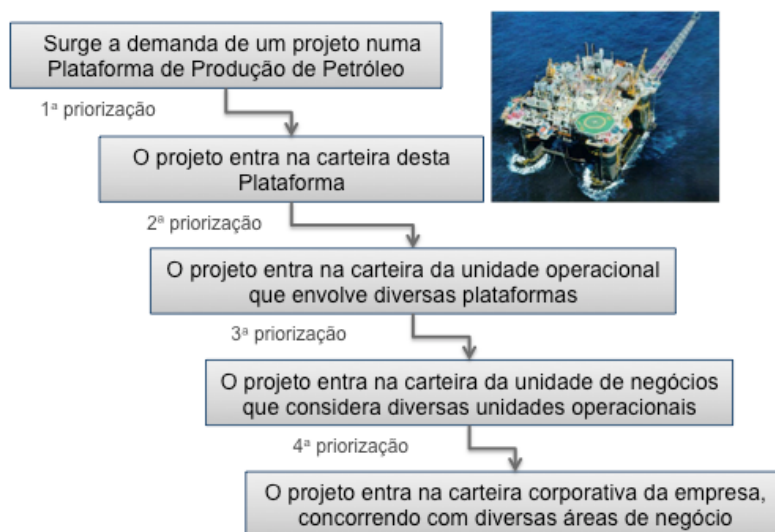 Surge a demanda de um projeto numa
Plataforma de Produção de Petróleo
1ª priorização
O projeto entra na carteira desta
Plataforma
2ª priorização
O projeto entra na carteira da unidade operacional
que envolve diversas plataformas
3ª priorização
O projeto entra na carteira da unidade de negócios
que considera diversas unidades operacionais
4ª priorização
O projeto entra na carteira corporativa da empresa,
concorrendo com diversas áreas de negócio